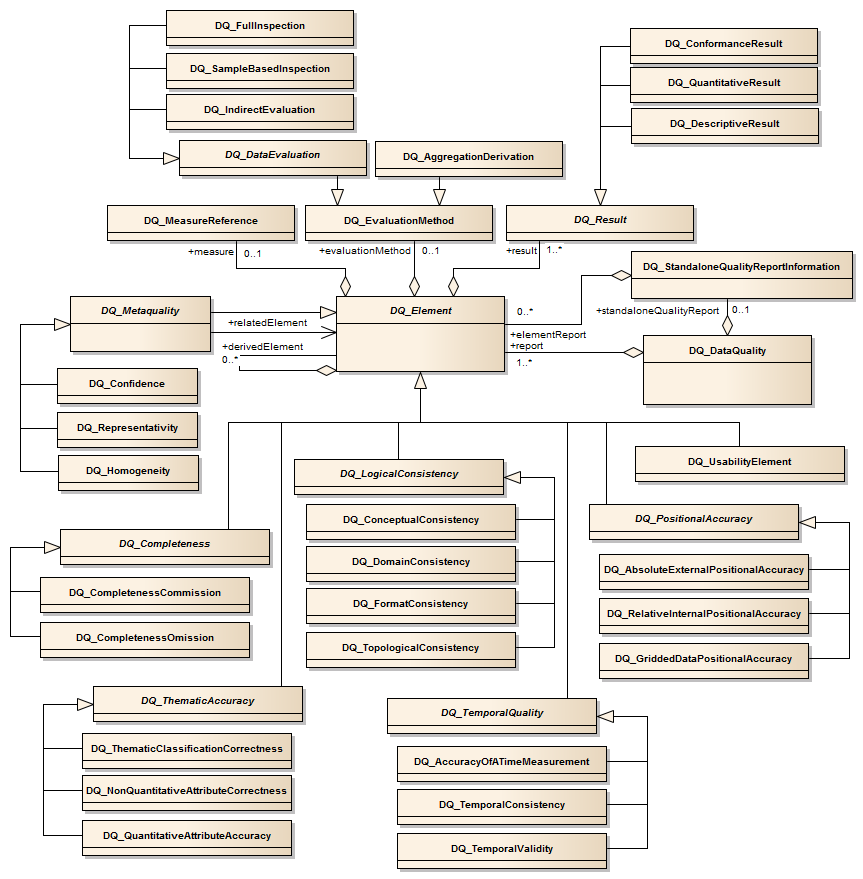 DQ_FullInspection
DQ_SampleBasedInspection
DQ_IndirectEvaluation
DQ_ConformanceResult
DQ_QuantitativeResult
DQ_DescriptiveResult
DQ_DataEvaluation
DQ_AggregationDerivation
DQ_MeasureReference
DQ_EvaluationMethod
DQ_Result
+measure
0..1
+evaluationMethod
0..1
+result
1..*
DQ_StandaloneQualityReportInformation
DQ_Metaquality
+relatedElement
+derivedElement
0..*
DQ_Element
0..*
+elementReport
+report
1..*
+standaloneQualityReport
0..1
DQ_DataQuality
DQ_Confidence
DQ_Representativity
DQ_Homogeneity
DQ_LogicalConsistency
DQ_ConceptualConsistency
DQ_DomainConsistency
DQ_FormatConsistency
DQ_TopologicalConsistency
DQ_UsabilityElement
DQ_PositionalAccuracy
DQ_AbsoluteExternalPositionalAccuracy
DQ_RelativeInternalPositionalAccuracy
DQ_GriddedDataPositionalAccuracy
DQ_Completeness
DQ_CompletenessCommission
DQ_CompletenessOmission
DQ_ThematicAccuracy
DQ_ThematicClassificationCorrectness
DQ_NonQuantitativeAttributeCorrectness
DQ_QuantitativeAttributeAccuracy
DQ_TemporalQuality
DQ_AccuracyOfATimeMeasurement
DQ_TemporalConsistency
DQ_TemporalValidity